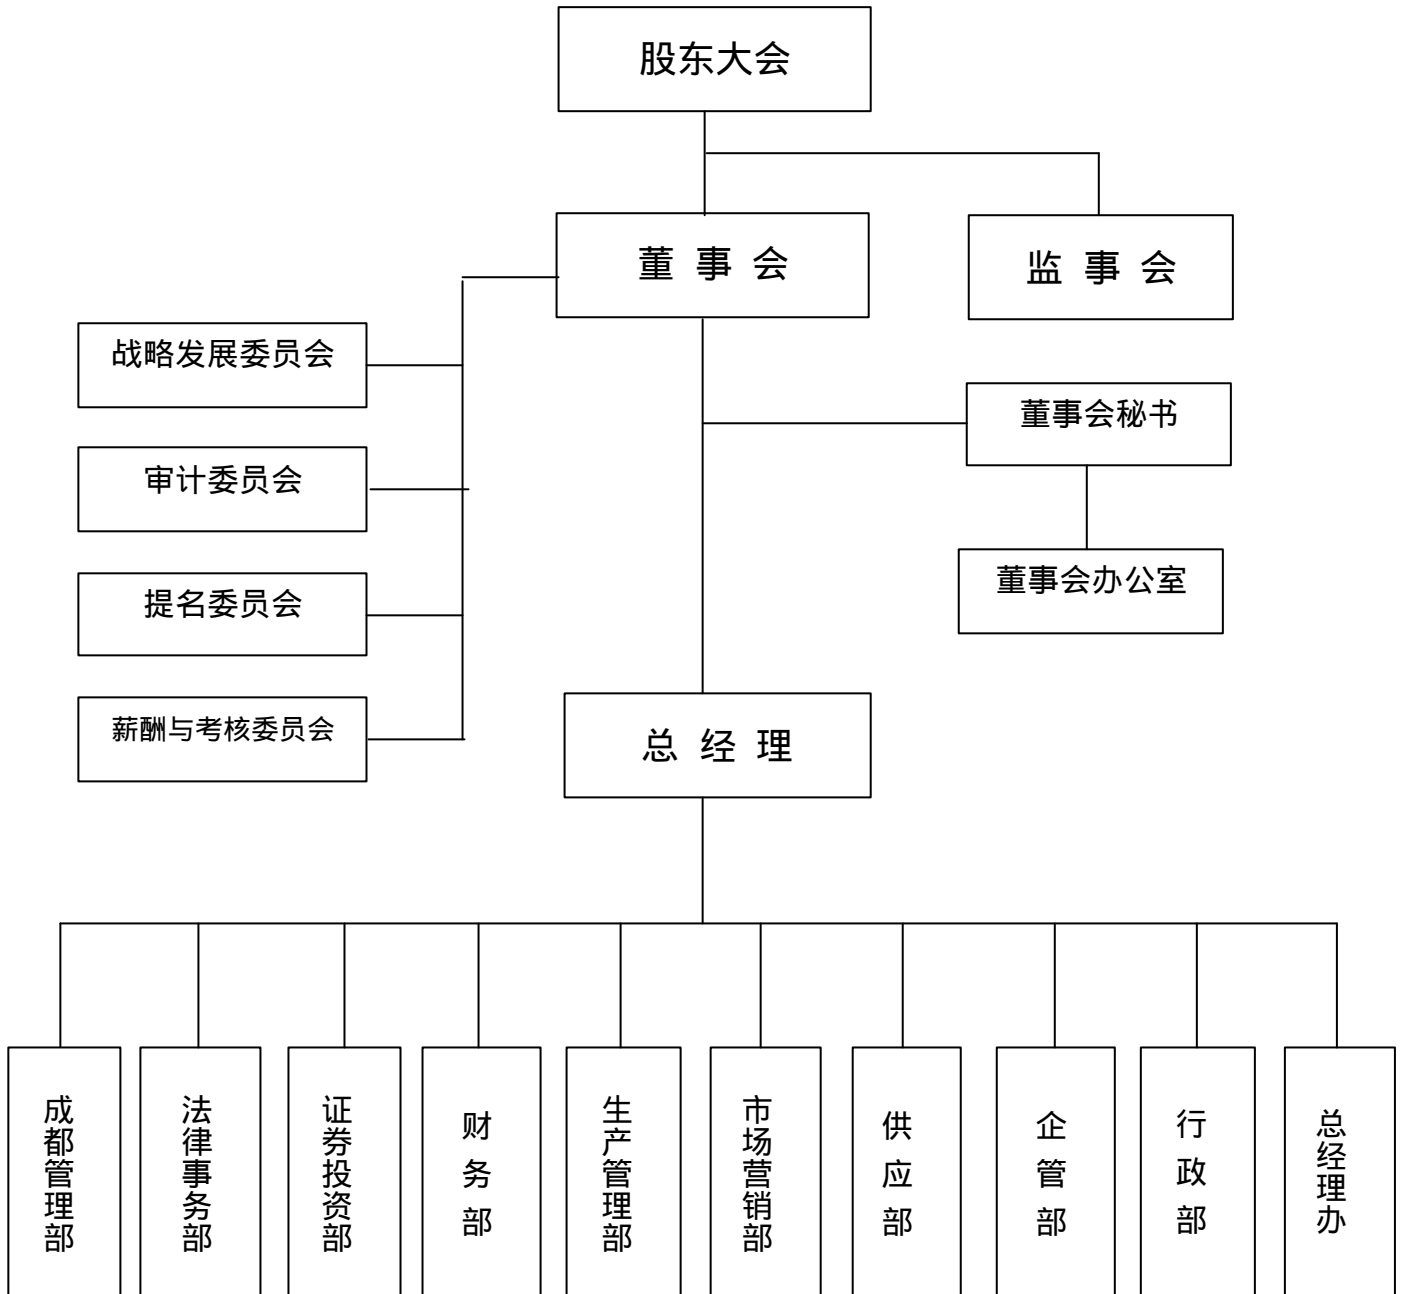 股东大会
董 事 会
监 事 会
战略发展委员会
董事会秘书
审计委员会
董事会办公室
提名委员会
薪酬与考核委员会
总 经 理
成都管理部
法律事务部
证券投资部
财务部
生产管理部
市场营销部
供应部
企管部
行政部
总经理办